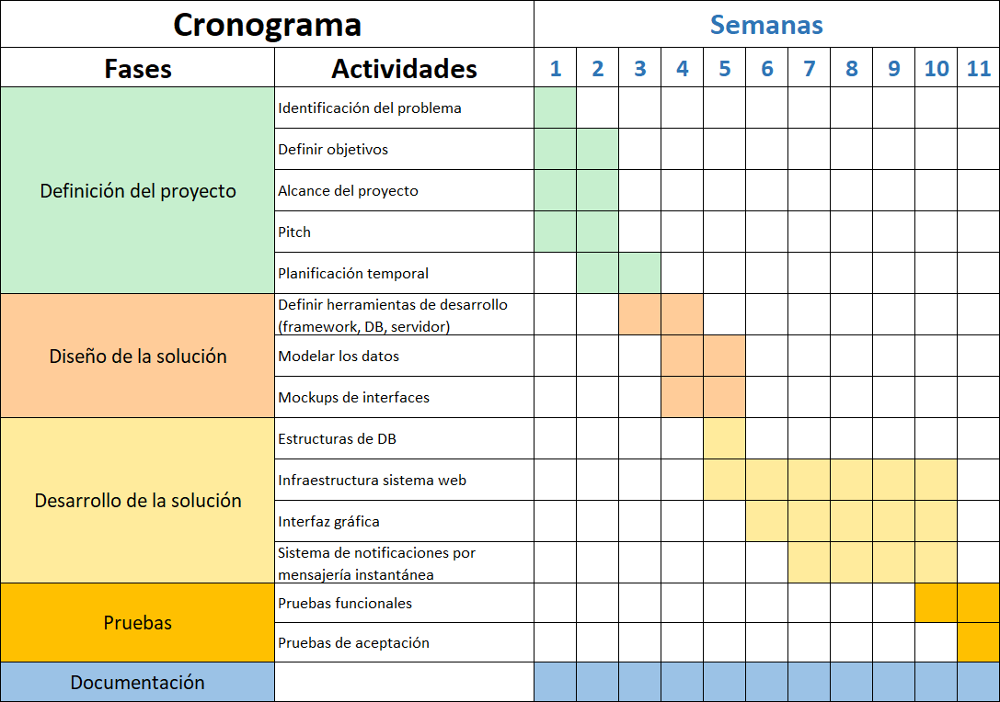 Cronograma
Semanas
Fases
Actividades
1 2 3 4 5 6 7 8 9 10 11
Definición del proyecto
Identificación del problema
Definir objetivos
Alcance del proyecto
Pitch
Planificación temporal
Diseño de la solución
Definir herramientas de desarrollo
(framework, DB, servidor)
Modelar los datos
Mockups de interfaces
Desarrollo de la solución
Estructuras de DB
Infraestructura sistema web
Interfaz gráfica
Sistema de notificaciones por
mensajería instantánea
Pruebas
Pruebas funcionales
Pruebas de aceptación
Documentación